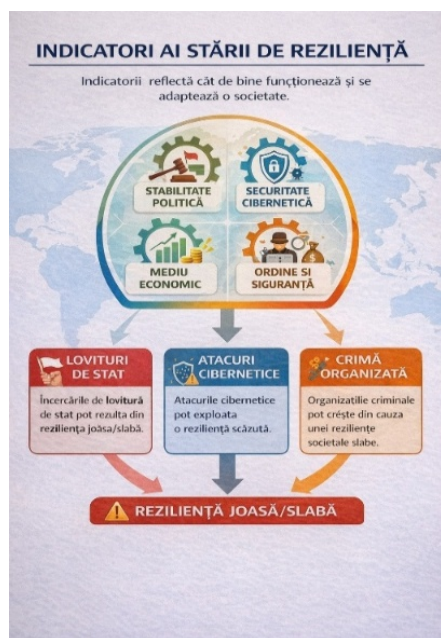 INDICATORI AI STĂRII DE REZILIENȚĂ
Indicatorii reflectă cât de bine funcționează și se
adaptează o societate.
STABILITATE
POLITICĂ
SECURITATE
CIBERNETICĂ
MEDIU
ECONOMIC
ORDINE SI
SIGURANȚĂ
LOVITURI
DE STAT
Încercările de lovitură
de stat pot rezulta din
reziliența joăsa/slabă.
ATACURI
CIBERNETICE
Atacurile cibernetice
pot exploata
o reziliență scăzută.
CRIMĂ
ORGANIZATĂ
Organizațiile criminale
pot crește din cauza
unei reziliențe
societale slabe.
REZILIENȚĂ JOASĂ/SLABĂ